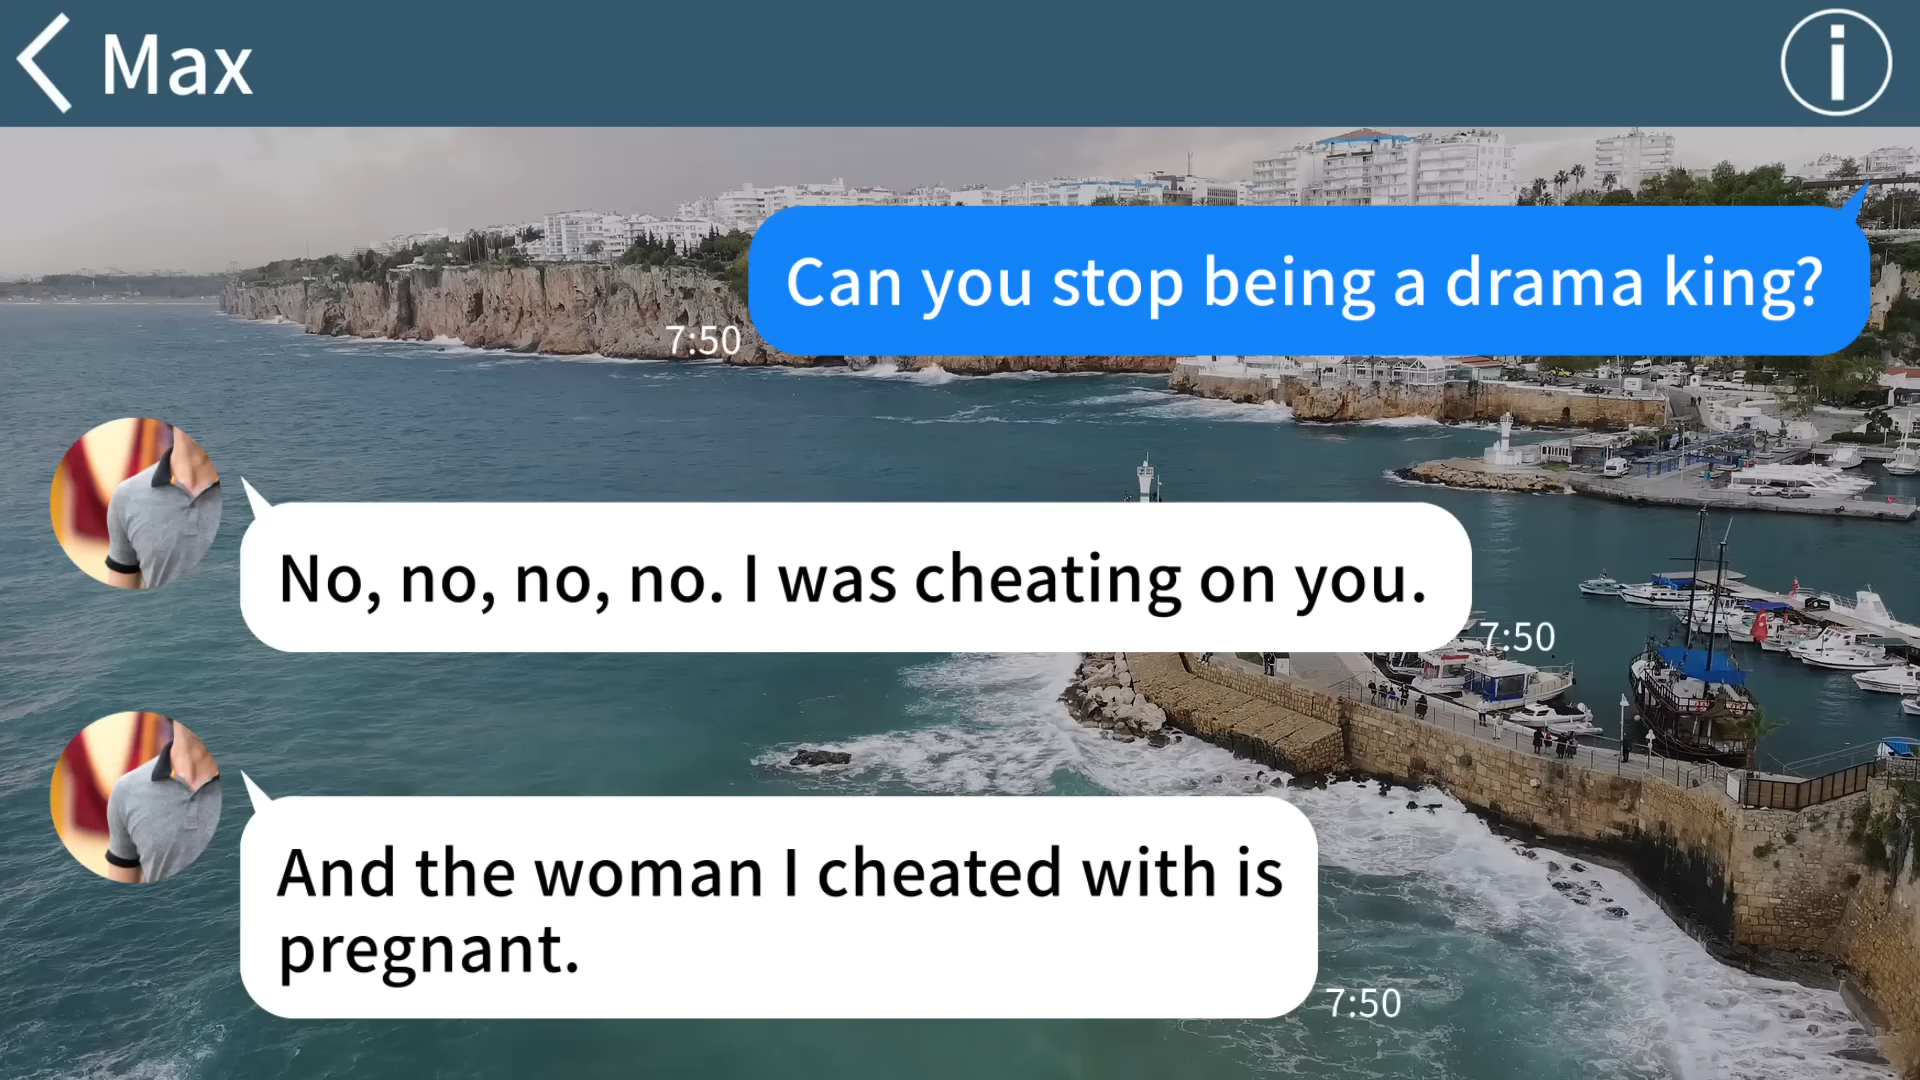 Max
Can you stop being a drama king?
7:50
No, no, no, no. I was cheating on you.
7:50
And the woman I cheated with is
pregnant.
7:50